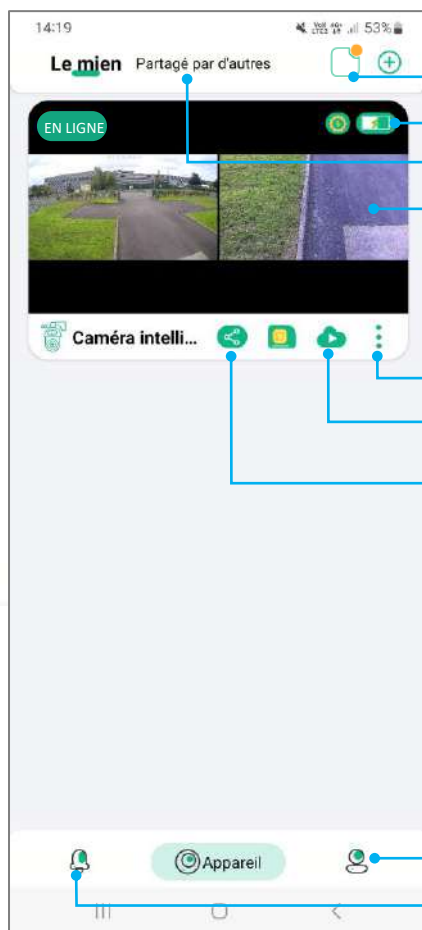 14:19
53%
Le mien Partagé par d'autres
EN LIGNE
Caméra intelli...
Appareil